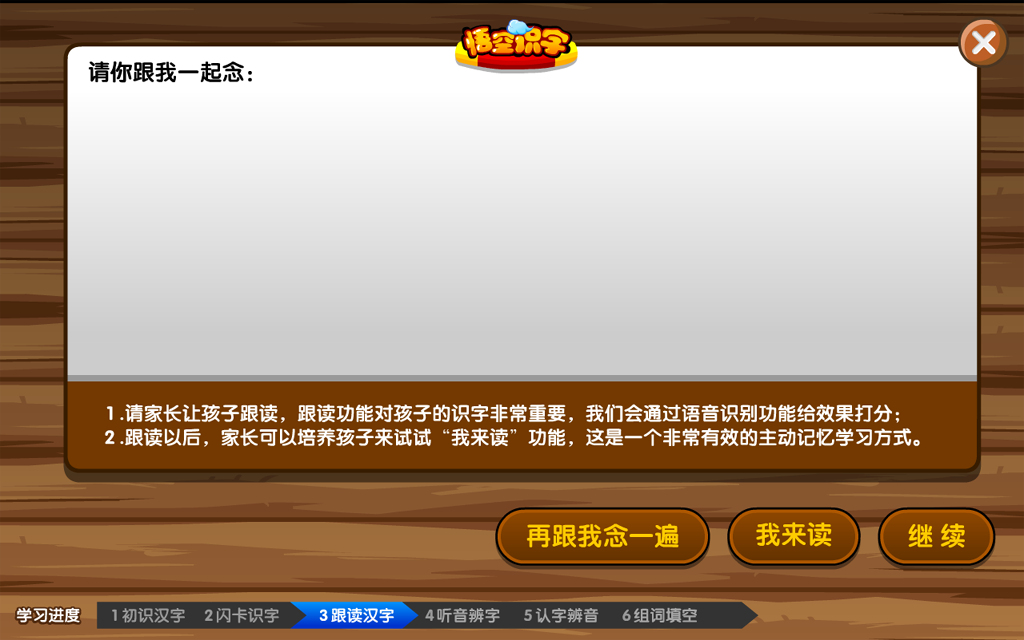 悟空识字
请你跟我一起念：
1.请家长让孩子跟读，跟读功能对孩子的识字非常重要，我们会通过语音识别功能给效果打分；
2.跟读以后，家长可以培养孩子来试试“我来读”功能，这是一个非常有效的主动记忆学习方式。
再跟我念一遍
我来读
继续
学习进度
1初识汉字
2闪卡识字
3跟读汉字
4听音辨字
5认字辨音
6组词填空